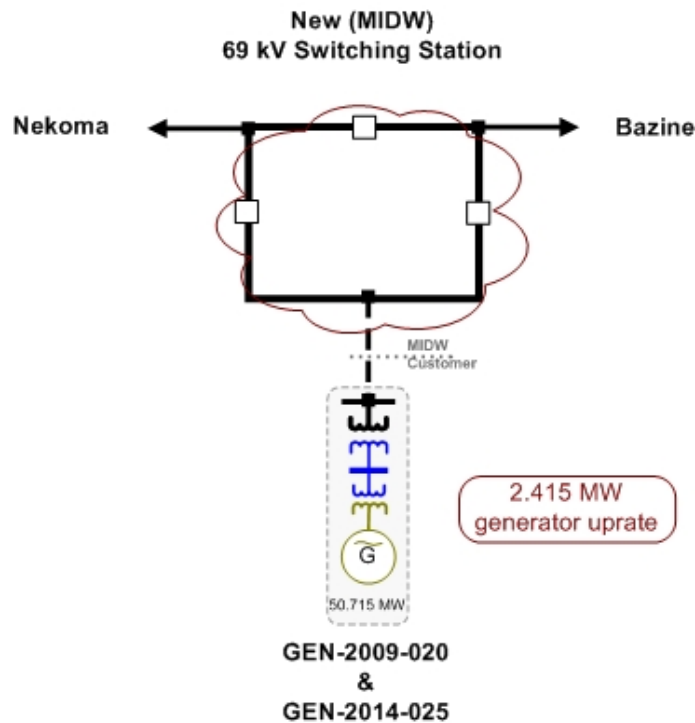 New (MIDW)
69 kV Switching Station
Nekoma
Bazine
MIDW
Customer
2.415 MW
generator uprate
G
50.715 MW
GEN-2009-020
&
GEN-2014-025